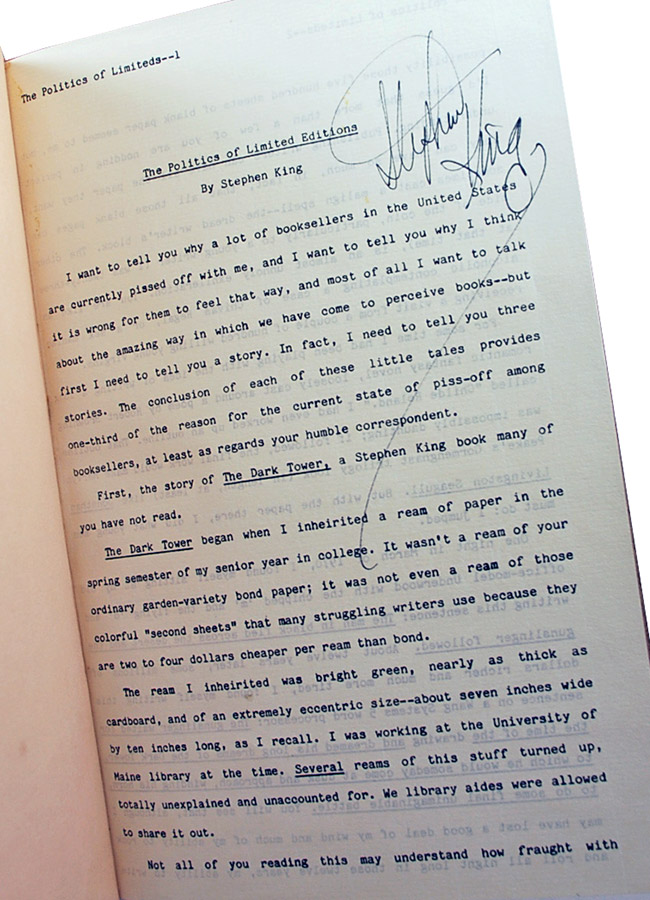 The Politics of Limiteds--1
Stephen King
The Politics of Limited Editions
By Stephen King
I want to tell you why a lot of booksellers in the United States
are currently pissed off with me, and I want to tell you why I think
it is wrong for them to feel that way, and most of all I want to talk
about the amazing way in which we have come to perceive books--but
first I need to tell you a story. In fact, I need to tell you three
stories. The conclusion of each of these little tales provides
one-third of the reason for the current state of piss-off among
booksellers, at least as regards your humble correspondent.
First, the story of The Dark Tower, a Stephen King book many of
you have not read.
The Dark Tower began when I inheirited a ream of paper in the
spring semester of my senior year in college. It wasn't a ream of your
ordinary garden-variety bond paper; it was not even a ream of those
colorful "second sheets" that many struggling writers use because they
are two to four dollars cheaper per ream than bond.
The ream I inheirited was bright green, nearly as thick as
cardboard, and of an extremely eccentric size--about seven inches wide
by ten inches long, as I recall. I was working at the University of
Maine library at the time. Several reams of this stuff turned up,
totally unexplained and unaccounted for. We library aides were allowed
to share it out.
Not all of you reading this may understand how fraught with